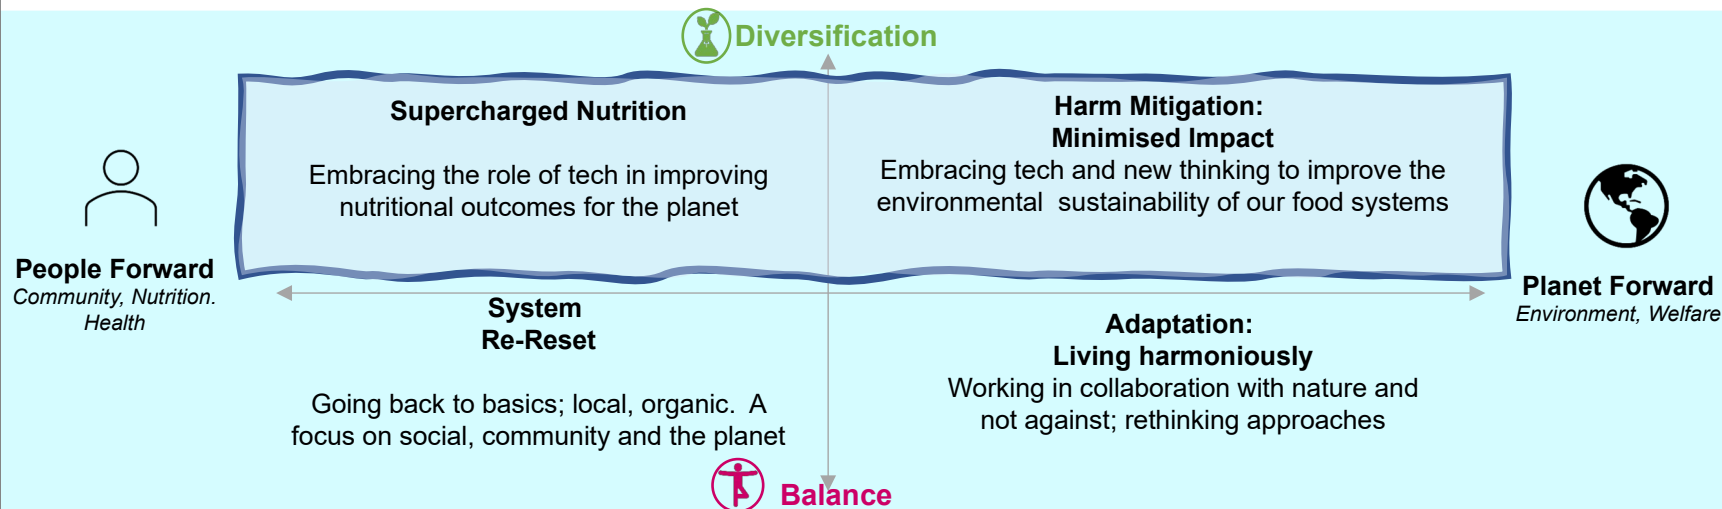 Diversification
Supercharged Nutrition
Embracing the role of tech in improving
nutritional outcomes for the planet
Harm Mitigation:
Minimised Impact
Embracing tech and new thinking to improve the
environmental  sustainability of our food systems
People Forward
Community, Nutrition.
Health
Planet Forward
Environment, Welfare
System
Re-Reset
Going back to basics; local, organic.  A
focus on social, community and the planet
Adaptation:
Living harmoniously
Working in collaboration with nature and
not against; rethinking approaches
Balance